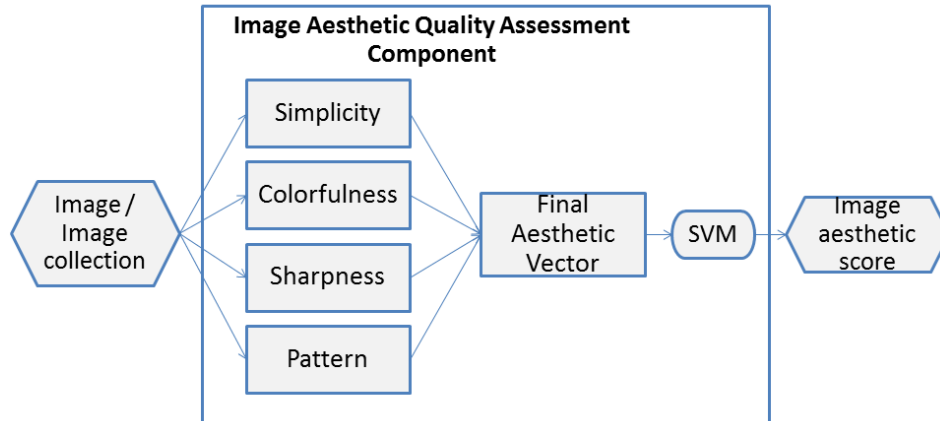 Image Aesthetic Quality Assessment
Component
Simplicity
Colorfulness
Sharpness
Pattern
Image /
Image
collection
Final
Aesthetic
Vector
SVM
Image
aesthetic
score